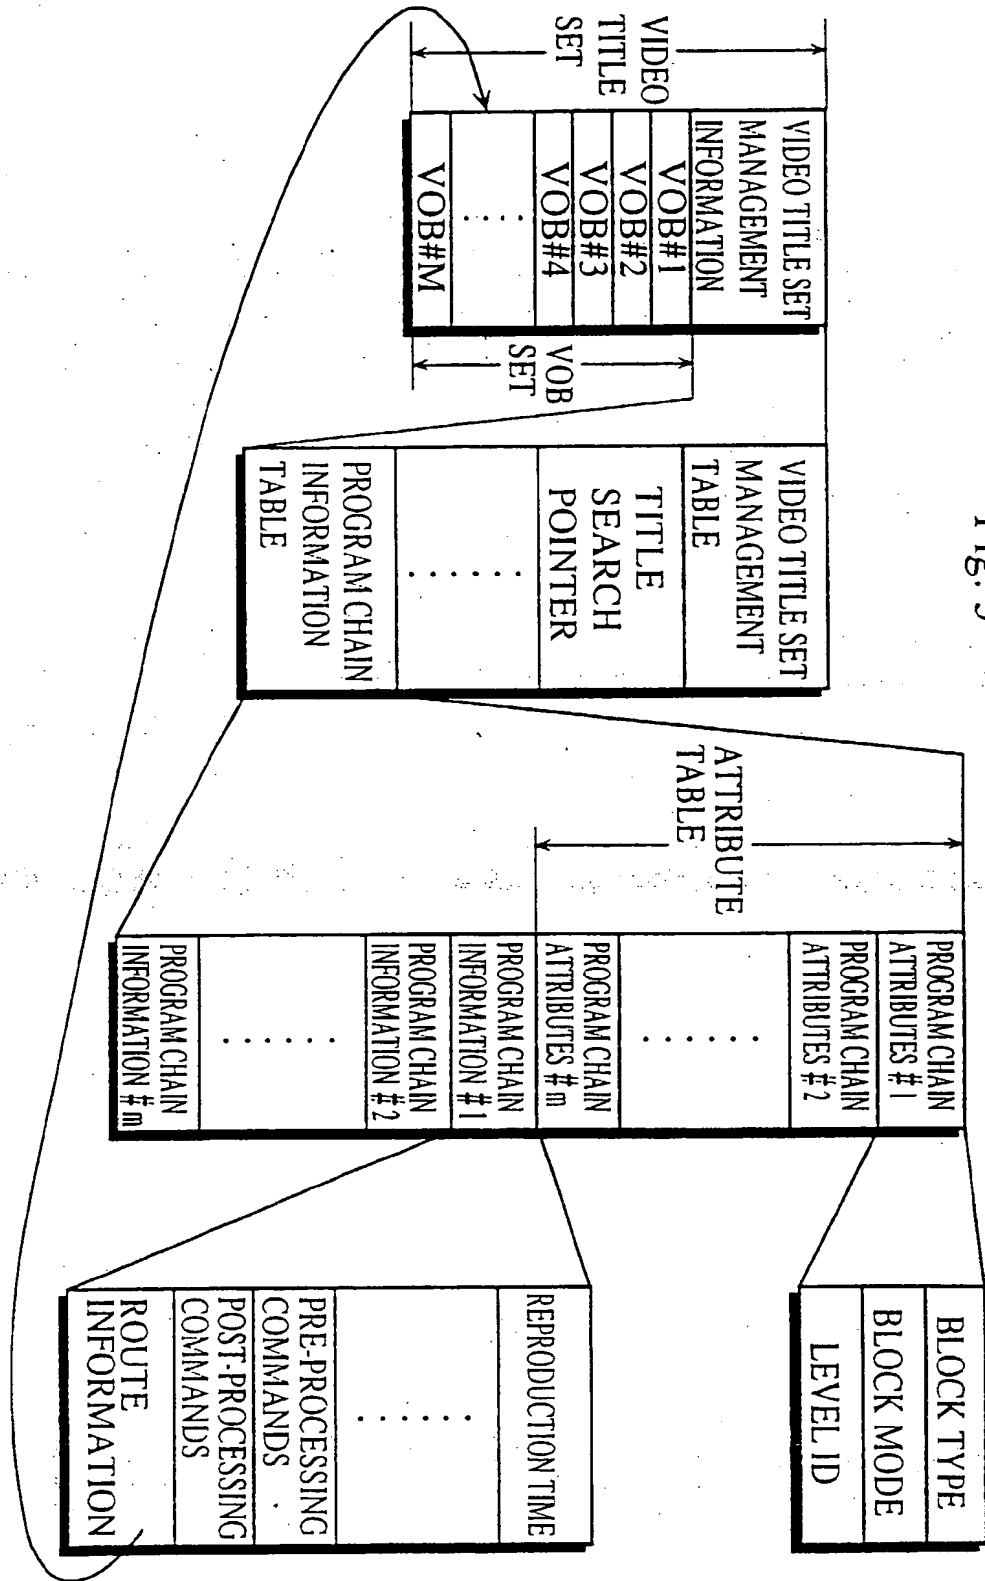 Fig. 5
VIDEO
TITLE
SET
VIDEO TITLE SET
MANAGEMENT
INFORMATION
VOB#1
VOB#2
VOB#3
VOB#4
. . . . .
VOB#M
VOB
SET
VIDEO TITLE SET
MANAGEMENT
TABLE
TITLE
SEARCH
POINTER
. . . . . .
PROGRAM CHAIN
INFORMATION
TABLE
ATTRIBUTE
TABLE
PROGRAM CHAIN
ATTRIBUTES #1
PROGRAM CHAIN
ATTRIBUTES #2
. . . . . .
PROGRAM CHAIN
ATTRIBUTES #m
PROGRAM CHAIN
INFORMATION #1
PROGRAM CHAIN
INFORMATION #2
. . . . . .
PROGRAM CHAIN
INFORMATION #m
BLOCK TYPE
BLOCK MODE
LEVEL ID
REPRODUCTION TIME
. . . . . .
PRE-PROCESSING
COMMANDS
POST-PROCESSING
COMMANDS
ROUTE
INFORMATION